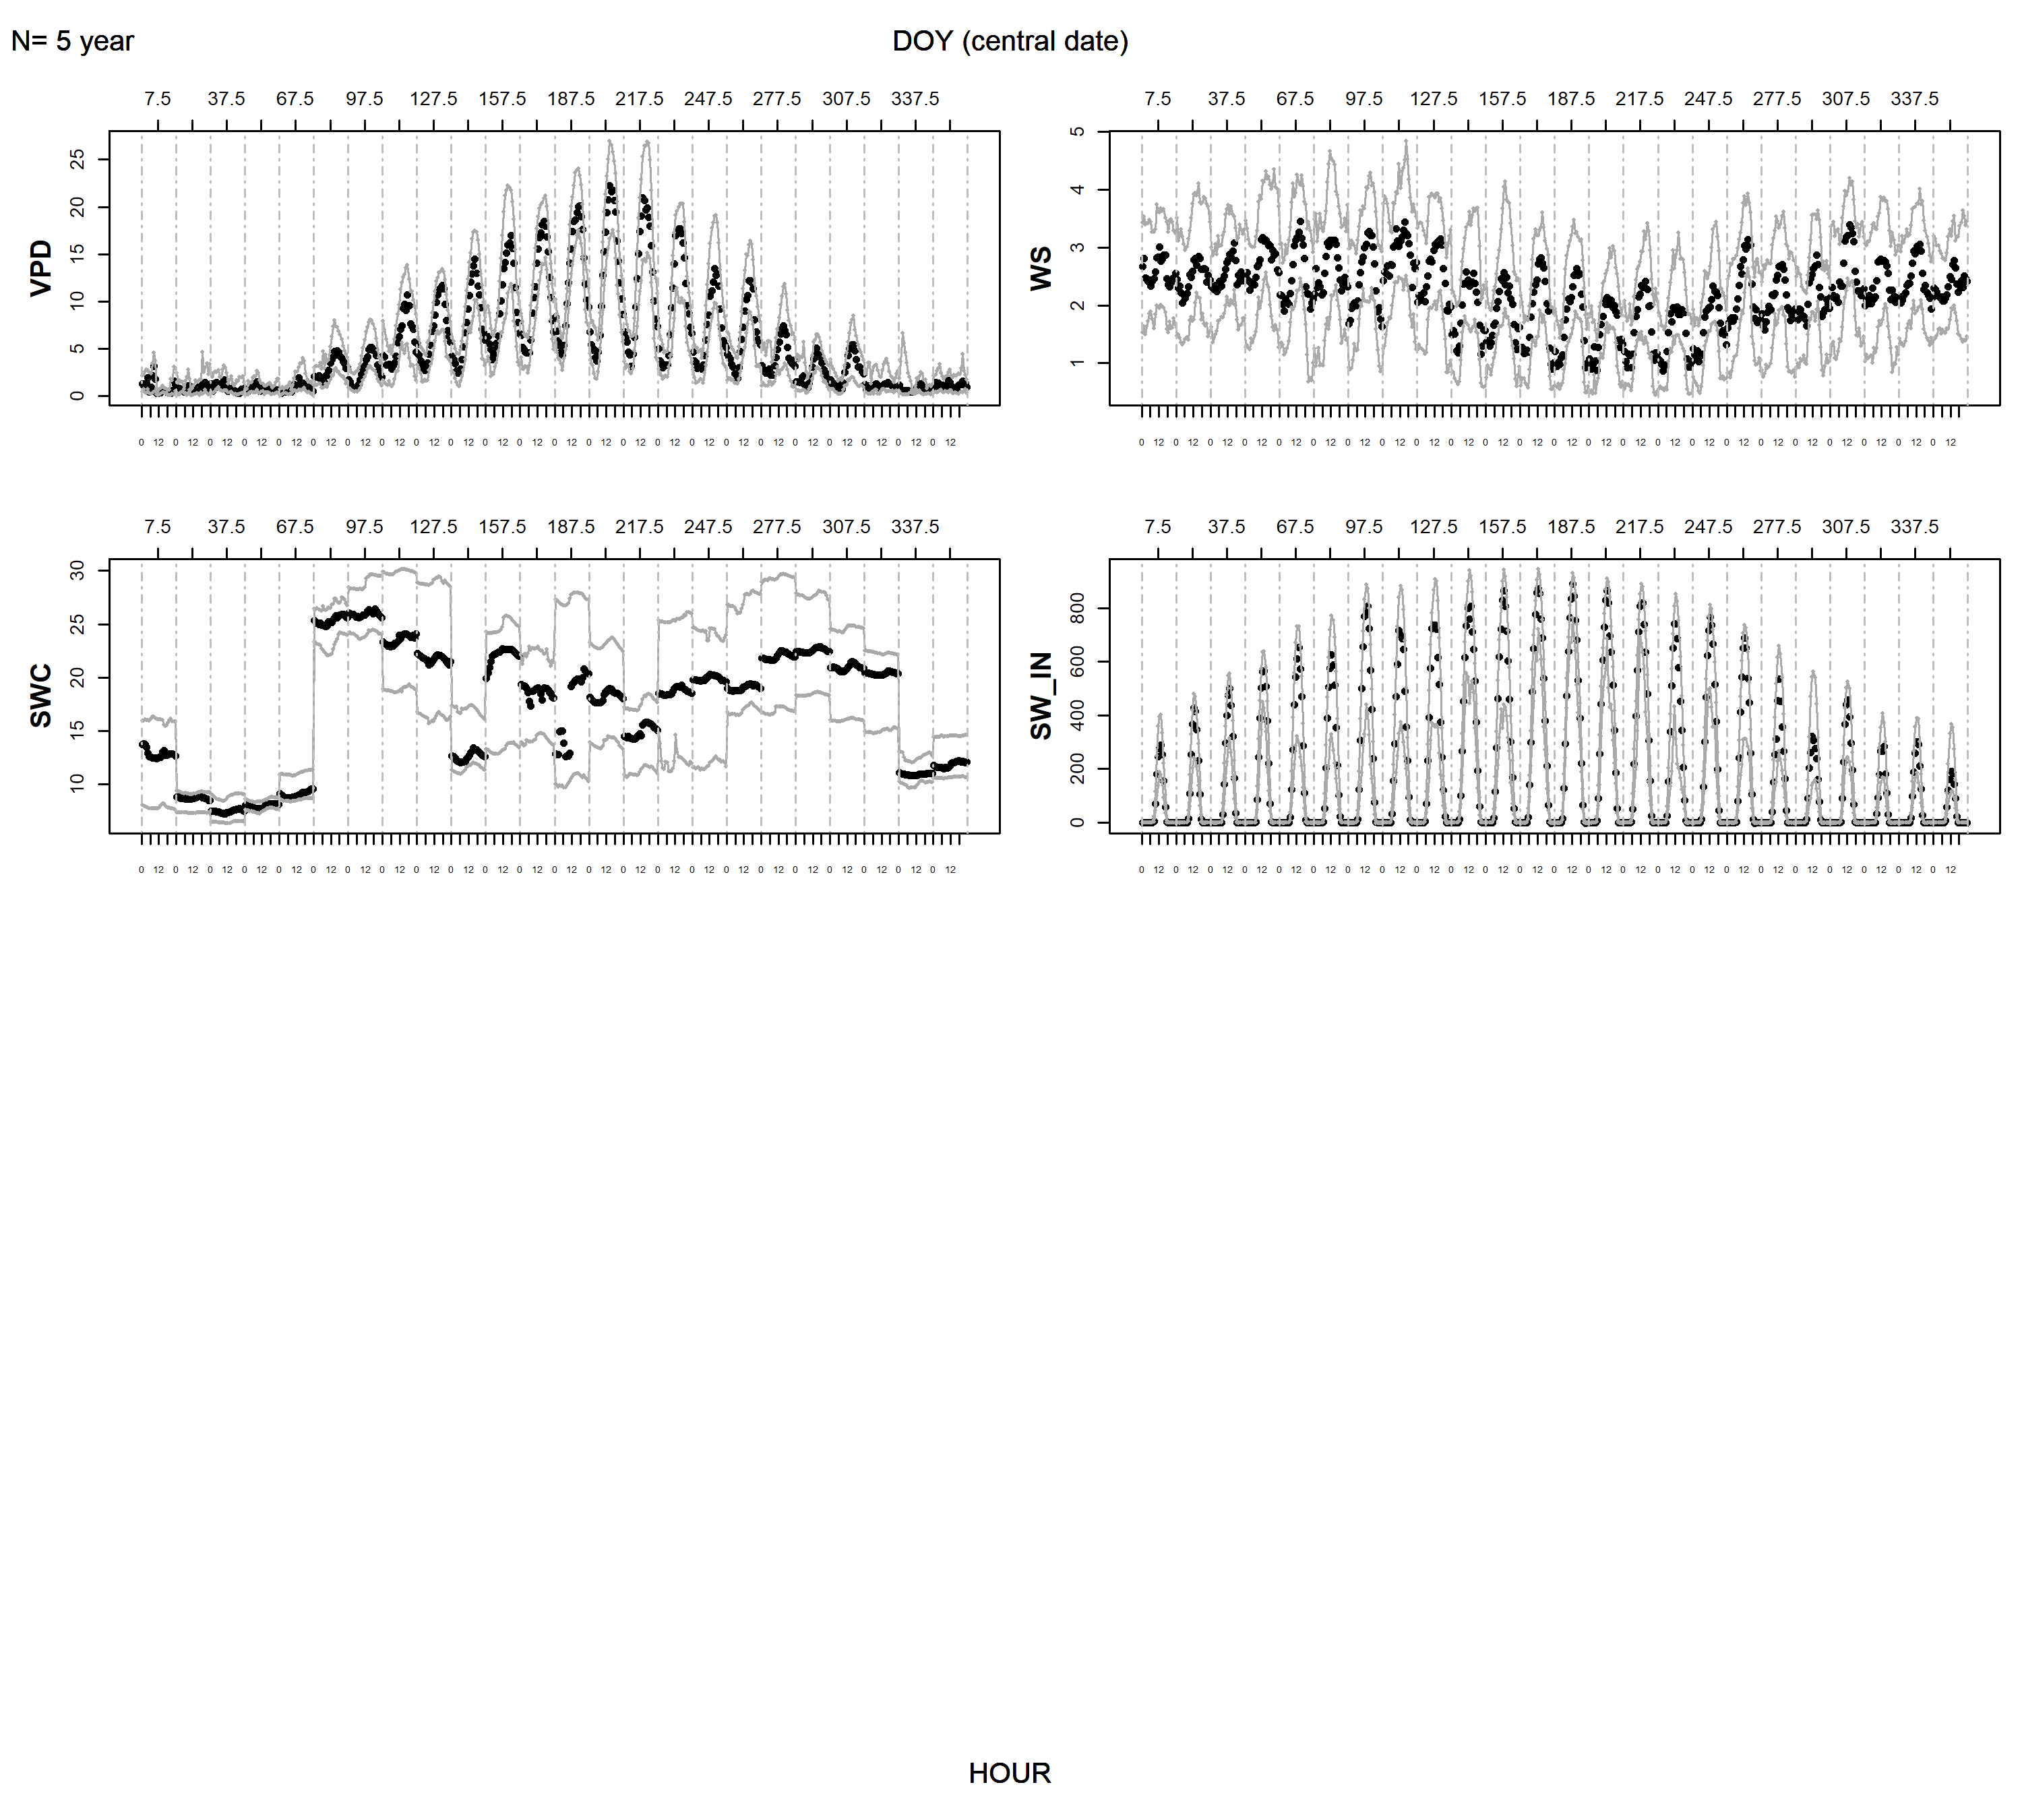 N= 5 year
DOY (central date)
7.5 37.5 67.5 97.5 127.5 157.5 187.5 217.5 247.5 277.5 307.5 337.5
VPD
0 5 10 15 20 25
0 12 0 12 0 12 0 12 0 12 0 12 0 12 0 12 0 12 0 12 0 12 0 12 0 12 0 12 0 12 0 12 0 12 0 12 0 12 0 12 0 12 0 12 0 12 0 12
7.5 37.5 67.5 97.5 127.5 157.5 187.5 217.5 247.5 277.5 307.5 337.5
WS
1 2 3 4 5
0 12 0 12 0 12 0 12 0 12 0 12 0 12 0 12 0 12 0 12 0 12 0 12 0 12 0 12 0 12 0 12 0 12 0 12 0 12 0 12 0 12 0 12 0 12 0 12
7.5 37.5 67.5 97.5 127.5 157.5 187.5 217.5 247.5 277.5 307.5 337.5
SWC
10 15 20 25 30
0 12 0 12 0 12 0 12 0 12 0 12 0 12 0 12 0 12 0 12 0 12 0 12 0 12 0 12 0 12 0 12 0 12 0 12 0 12 0 12 0 12 0 12 0 12 0 12
7.5 37.5 67.5 97.5 127.5 157.5 187.5 217.5 247.5 277.5 307.5 337.5
SW_IN
0 200 400 600 800
0 12 0 12 0 12 0 12 0 12 0 12 0 12 0 12 0 12 0 12 0 12 0 12 0 12 0 12 0 12 0 12 0 12 0 12 0 12 0 12 0 12 0 12 0 12 0 12
HOUR